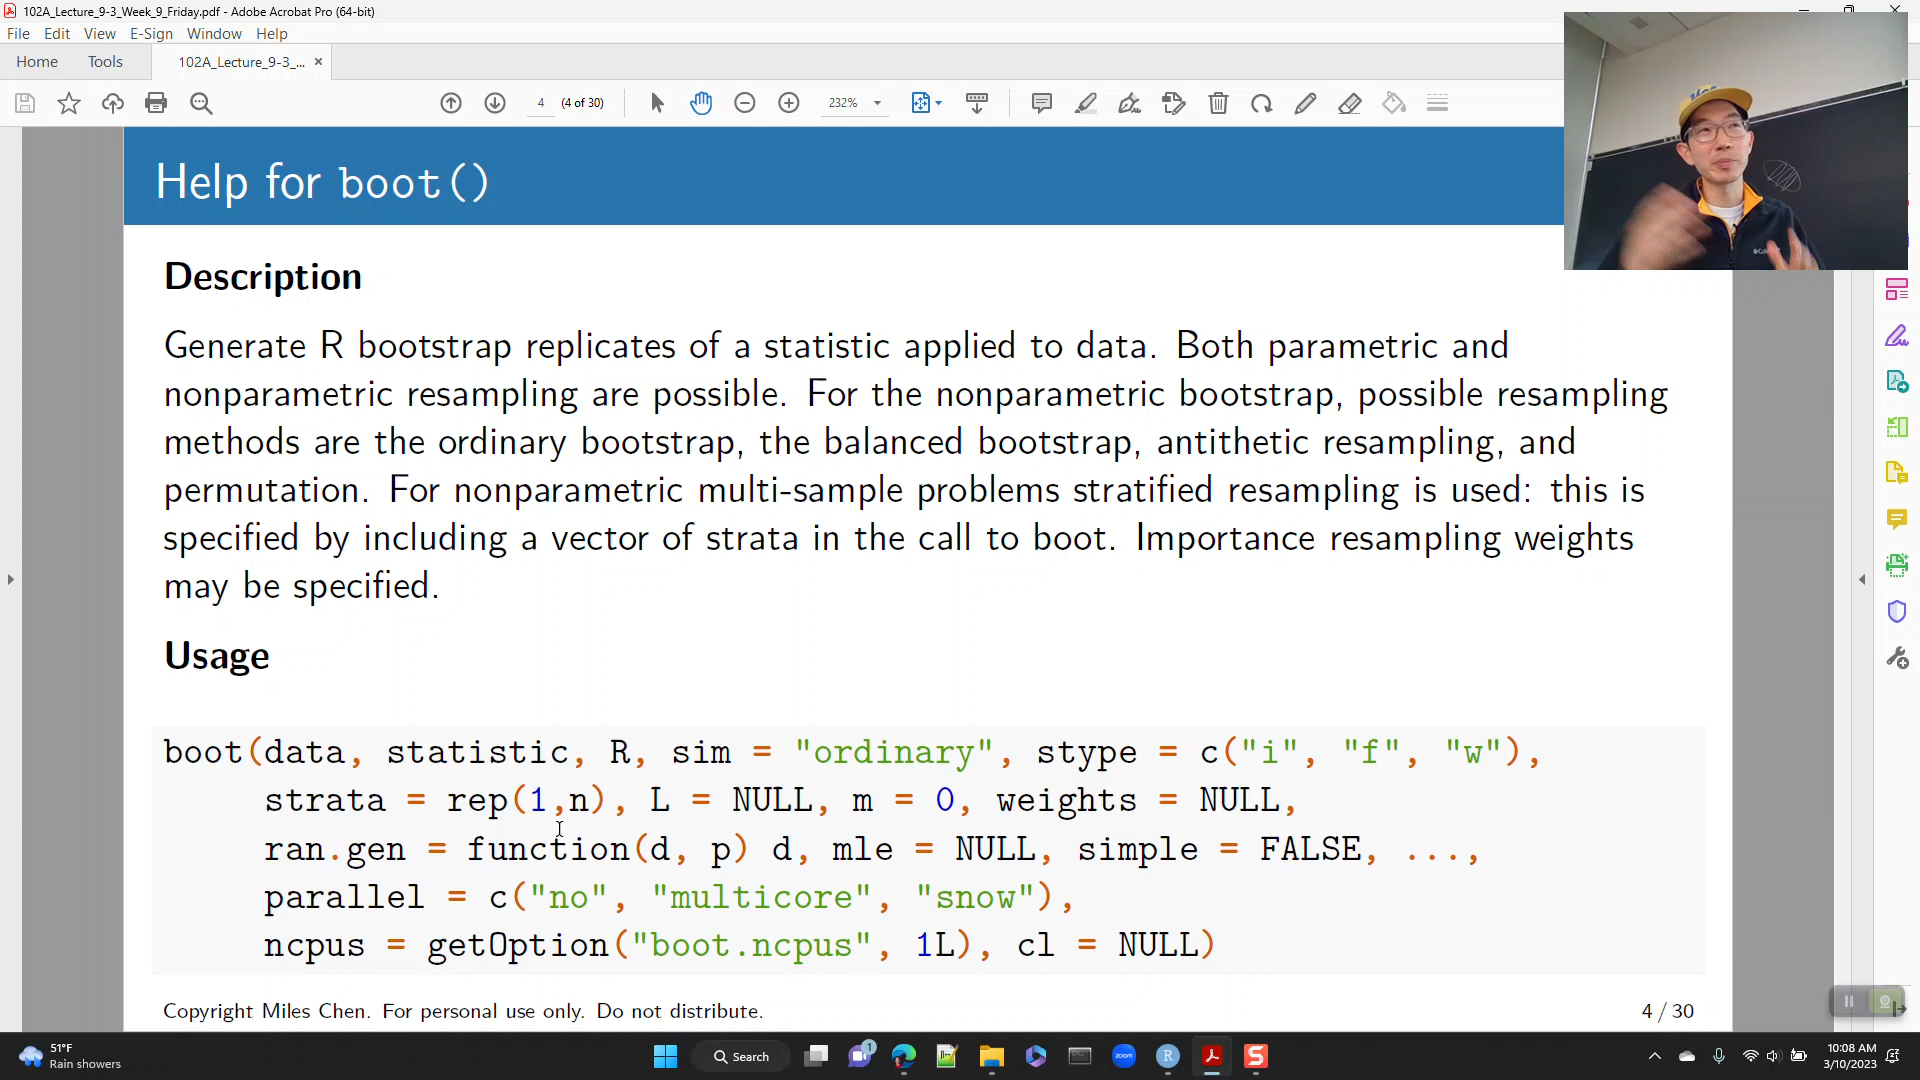 102A_Lecture_9-3_Week_9_Friday.pdf - Adobe Acrobat Pro (64-bit)
File Edit View E-Sign Window Help
Home Tools 102A_Lecture_9-3_... ×
4 (4 of 30) 232%
Help for boot()
Description
Generate R bootstrap replicates of a statistic applied to data. Both parametric and
nonparametric resampling are possible. For the nonparametric bootstrap, possible resampling
methods are the ordinary bootstrap, the balanced bootstrap, antithetic resampling, and
permutation. For nonparametric multi-sample problems stratified resampling is used: this is
specified by including a vector of strata in the call to boot. Importance resampling weights
may be specified.
Usage
boot(data, statistic, R, sim = "ordinary", stype = c("i", "f", "w"),
strata = rep(1,n), L = NULL, m = 0, weights = NULL,
ran.gen = function(d, p) d, mle = NULL, simple = FALSE, ...,
parallel = c("no", "multicore", "snow"),
ncpus = getOption("boot.ncpus", 1L), cl = NULL)
Copyright Miles Chen. For personal use only. Do not distribute. 4 / 30
51°F
Rain showers
Search
1
zoom
R
S
10:08 AM
3/10/2023